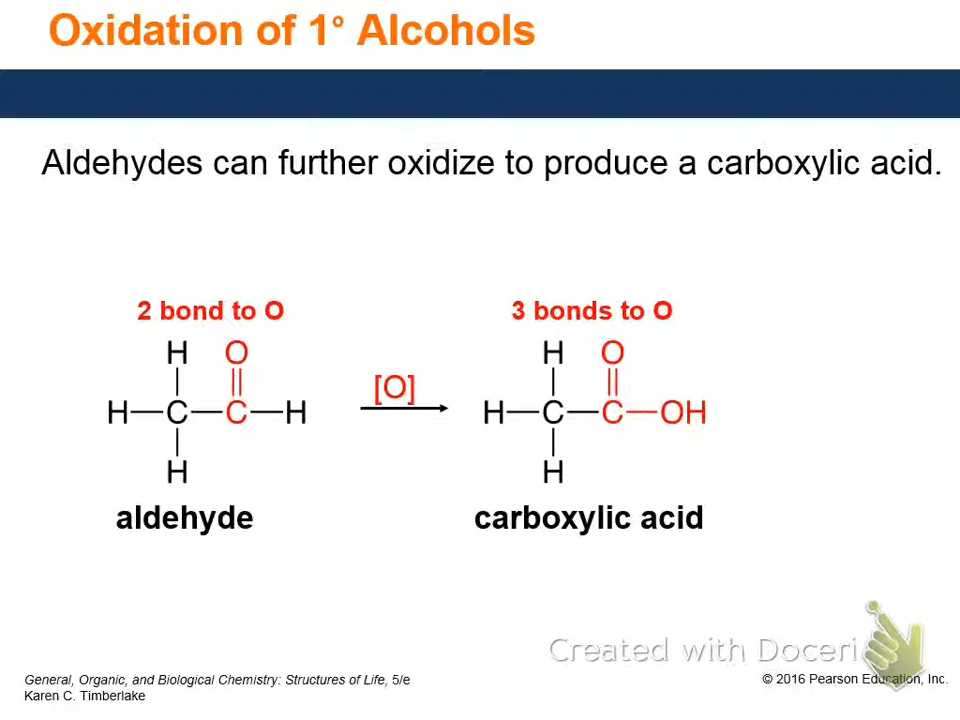 Oxidation of 1° Alcohols
Aldehydes can further oxidize to produce a carboxylic acid.
2 bond to O 3 bonds to O
H O H O
[O]
H—C—C—H H—C—C—OH
H H
aldehyde carboxylic acid
Created with Doceri
General, Organic, and Biological Chemistry: Structures of Life, 5/e
Karen C. Timberlake
© 2016 Pearson Education, Inc.